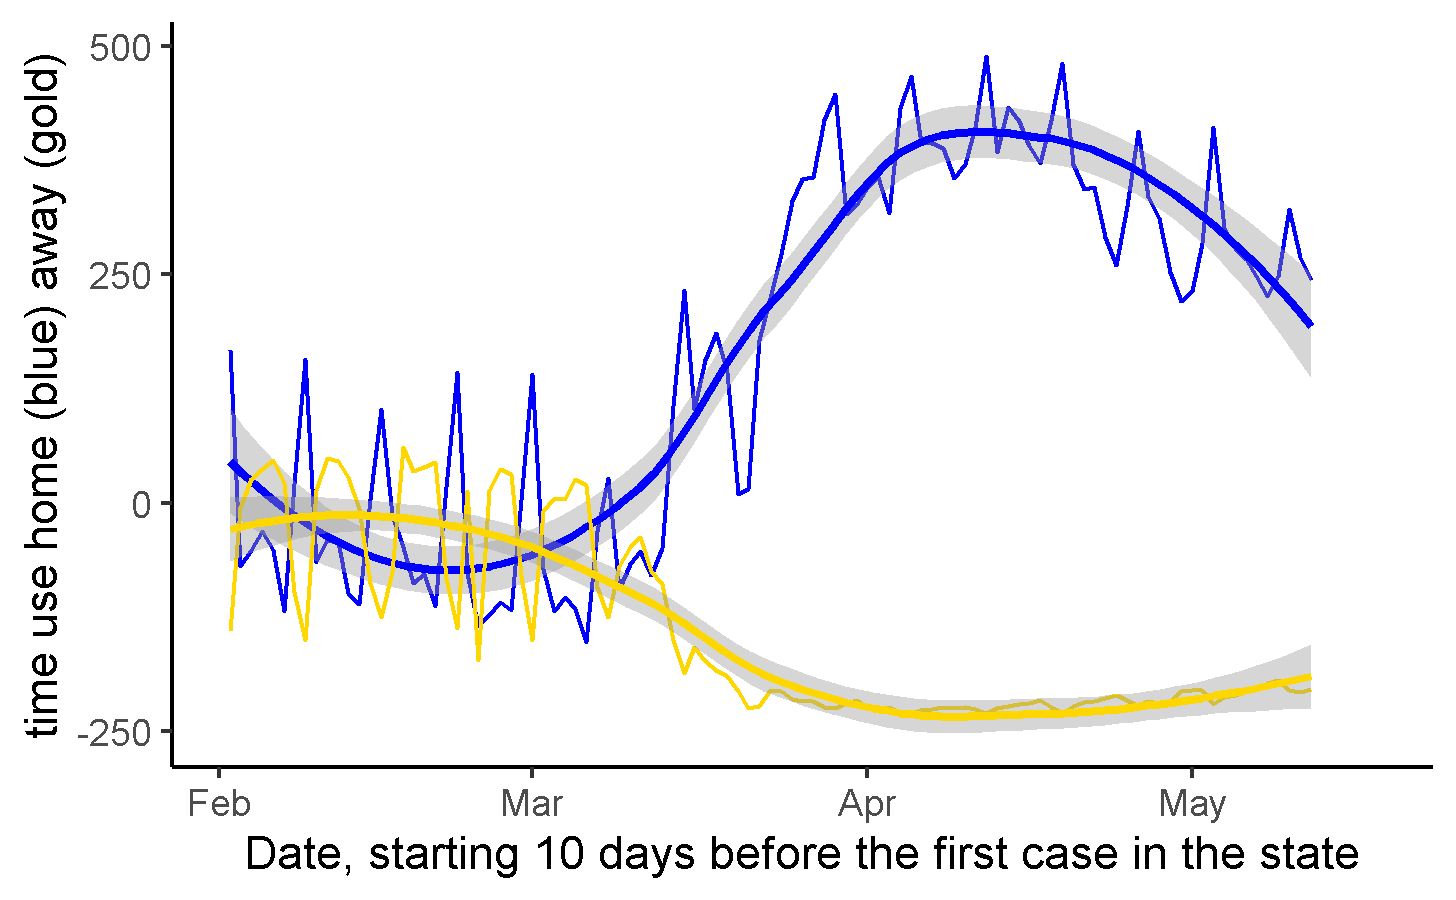 time use home (blue) away (gold)
500
250
0
-250
Feb Mar Apr May
Date, starting 10 days before the first case in the state